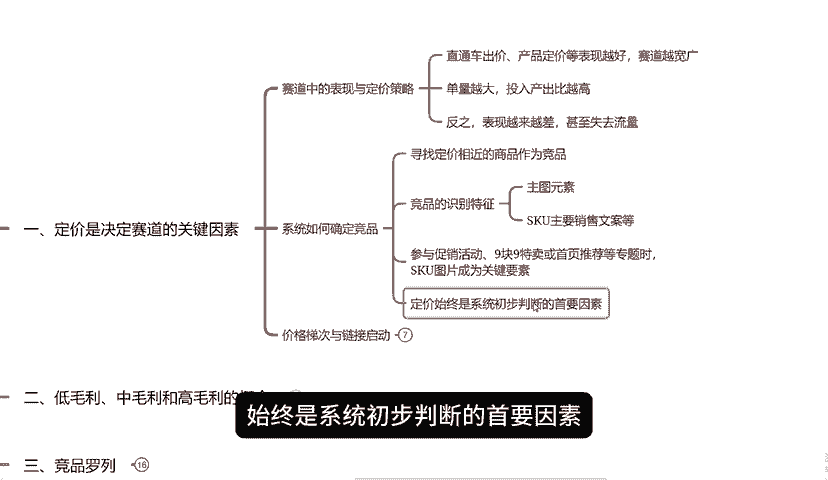 直通车出价、产品定价等表现越好，赛道越宽广
赛道中的表现与定价策略
单量越大，投入产出比越高
反之，表现越来越差，甚至失去流量
寻找定价相近的商品作为竞品
主图元素
竞品的识别特征
SKU主要销售文案等
一、定价是决定赛道的关键因素
系统如何确定竞品
参与促销活动、9块9特卖或首页推荐等专题时，
SKU图片成为关键要素
定价始终是系统初步判断的首要因素
价格梯次与链接启动
7
二、低毛利、中毛利和高毛利的
始终是系统初步判断的首要因素
三、竞品罗列
16